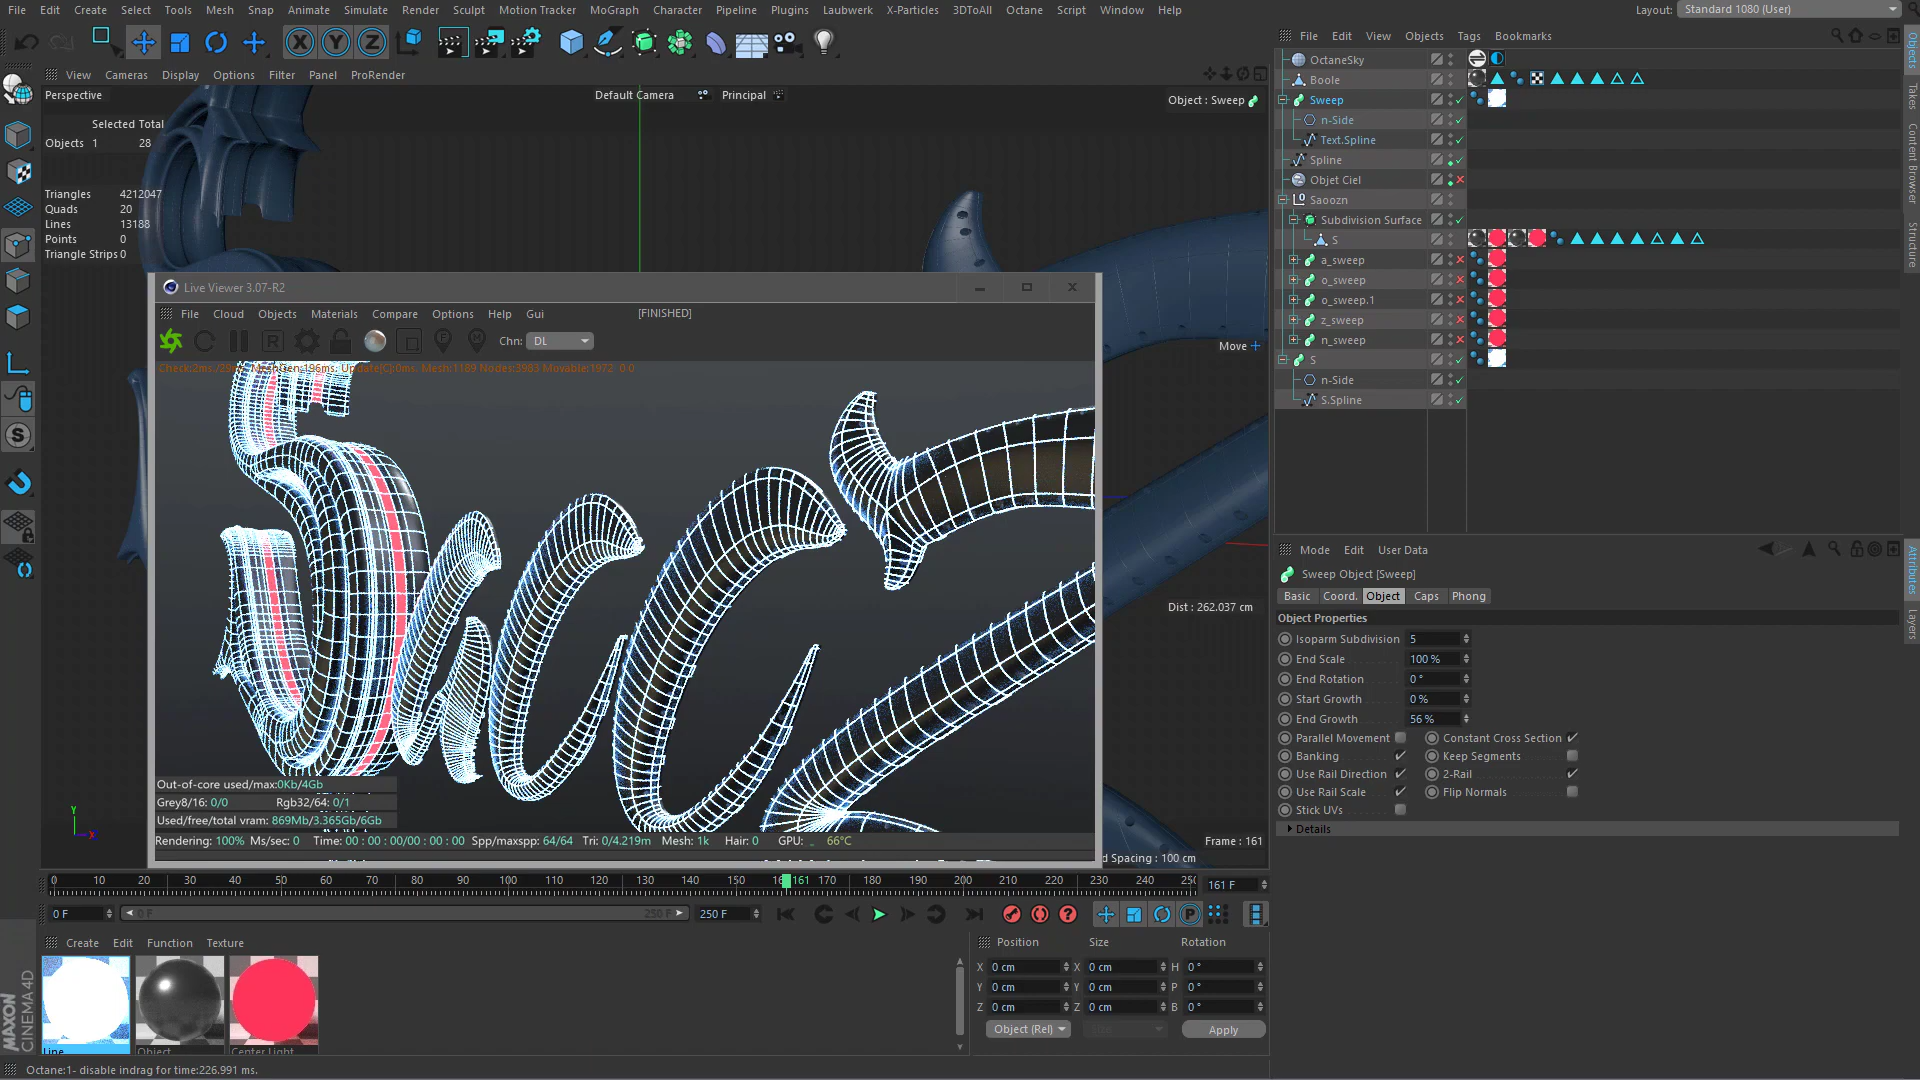 File Edit Create Select Tools Mesh Snap Animate Simulate Render Sculpt Motion Tracker MoGraph Character Pipeline Plugins Laubwerk X-Particles 3DToAll Octane Script Window Help
Layout: Standard 1080 (User)
View Cameras Display Options Filter Panel ProRender
Perspective
Default Camera
Principal
Object : Sweep
Selected Total
Objects 1 28
Triangles 4212047
Quads 20
Lines 13188
Points 0
Triangle Strips 0
Move
Dist : 262.037 cm
Frame : 161
d Spacing : 100 cm
Live Viewer 3.07-R2
File Cloud Objects Materials Compare Options Help Gui
[FINISHED]
Chn: DL
Out-of-core used/max:0Kb/4Gb
Grey8/16: 0/0 Rgb32/64: 0/1
Used/free/total vram: 869Mb/3.365Gb/6Gb
Rendering: 100% Ms/sec: 0 Time: 00 : 00 : 00/00 : 00 : 00 Spp/maxspp: 64/64 Tri: 0/4.219m Mesh: 1k Hair: 0 GPU: 66°C
File Edit View Objects Tags Bookmarks
OctaneSky
Boole
Sweep
n-Side
Text.Spline
Spline
Objet Ciel
Saoozn
Subdivision Surface
S
a_sweep
o_sweep
o_sweep.1
z_sweep
n_sweep
S
n-Side
S.Spline
Objects
Takes
Content Browser
Structure
Attributes
Layers
Mode Edit User Data
Sweep Object [Sweep]
Basic Coord. Object Caps Phong
Object Properties
Isoparm Subdivision 5
End Scale 100 %
End Rotation 0 °
Start Growth 0 %
End Growth 56 %
Parallel Movement Constant Cross Section
Banking Keep Segments
Use Rail Direction 2-Rail
Use Rail Scale Flip Normals
Stick UVs
Details
0 10 20 30 40 50 60 70 80 90 100 110 120 130 140 150 161 170 180 190 200 210 220 230 240
161 F
0 F
0 F
250 F
250 F
Create Edit Function Texture
Line
Object
Center Light
Position Size Rotation
X 0 cm X 0 cm H 0 °
Y 0 cm Y 0 cm P 0 °
Z 0 cm Z 0 cm B 0 °
Object (Rel)
Size
Apply
MAXON
CINEMA 4D
Octane:1- disable indrag for time:226.991 ms.